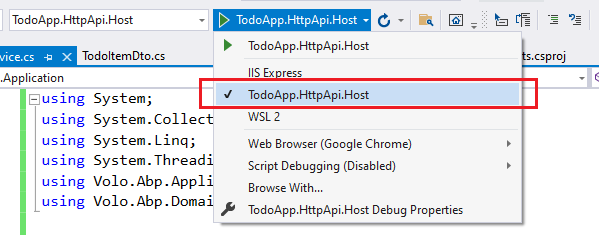 TodoApp.HttpApi.Host
TodoApp.HttpApi.Host
vice.cs
TodoItemDto.cs
ts.csproj
.Application
TodoApp.HttpApi.Host
IIS Express
TodoApp.HttpApi.Host
WSL 2
Web Browser (Google Chrome)
Script Debugging (Disabled)
Browse With...
TodoApp.HttpApi.Host Debug Properties
using System;
using System.Collect
using System.Linq;
using System.Threadi
using Volo.Abp.Appli
using Volo.Abp.Domai